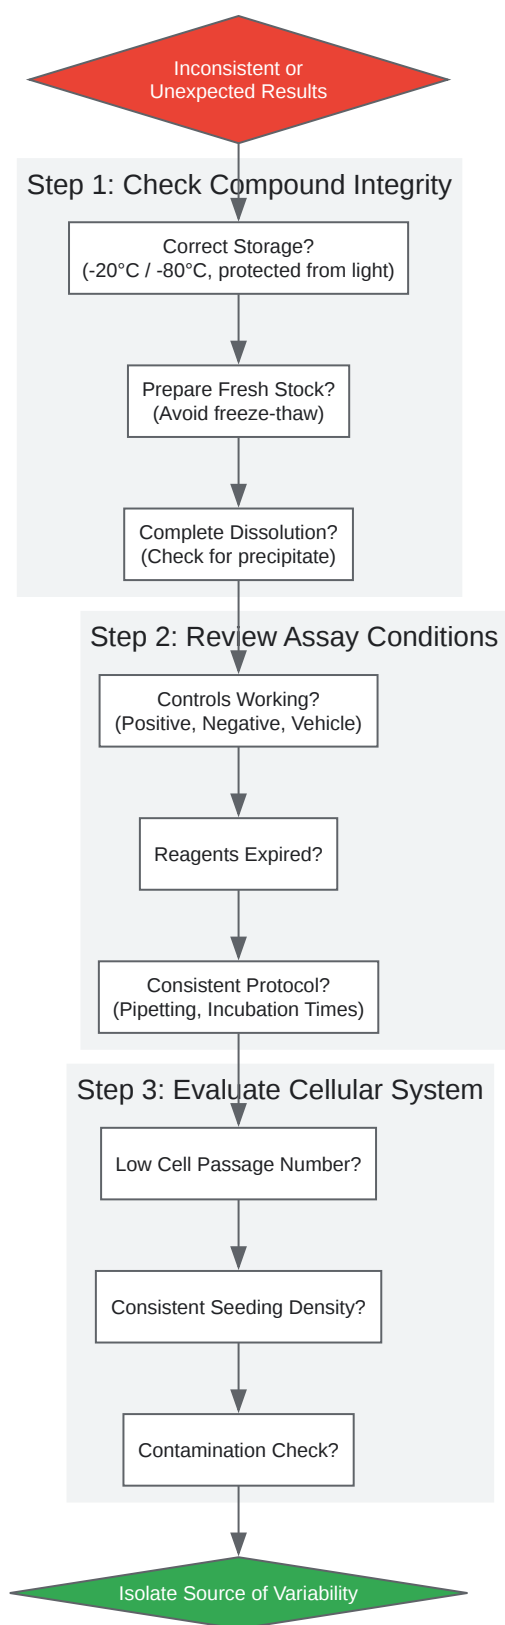 Inconsistent or
Unexpected Results
Step 1: Check Compound Integrity
Correct Storage?
(-20°C / -80°C, protected from light)
Prepare Fresh Stock?
(Avoid freeze-thaw)
Complete Dissolution?
(Check for precipitate)
Step 2: Review Assay Conditions
Controls Working?
(Positive, Negative, Vehicle)
Reagents Expired?
Consistent Protocol?
(Pipetting, Incubation Times)
Step 3: Evaluate Cellular System
Low Cell Passage Number?
Consistent Seeding Density?
Contamination Check?
Isolate Source of Variability